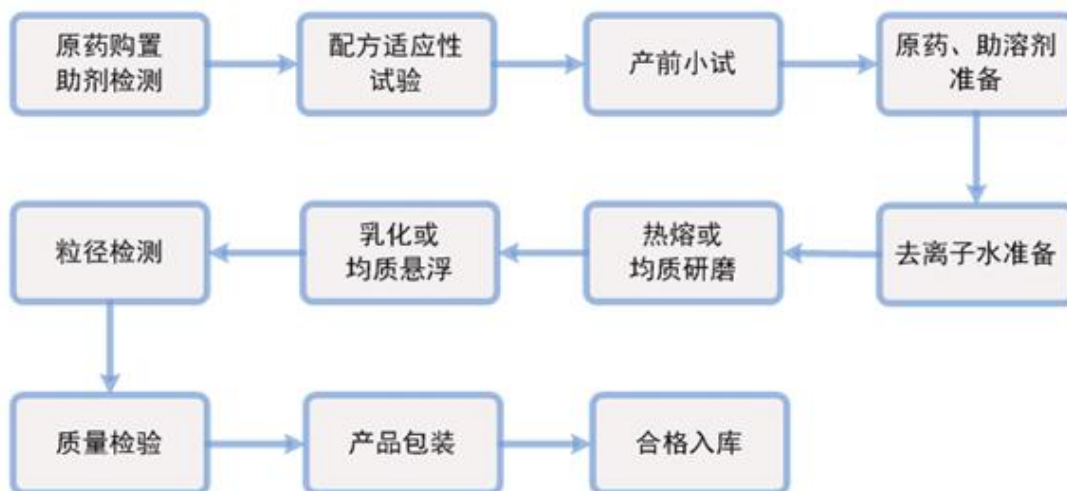 原药购置
助剂检测
配方适应性
试验
产前小试
原药、助溶剂
准备
去离子水准备
热熔或
均质研磨
乳化或
均质悬浮
粒径检测
质量检验
产品包装
合格入库